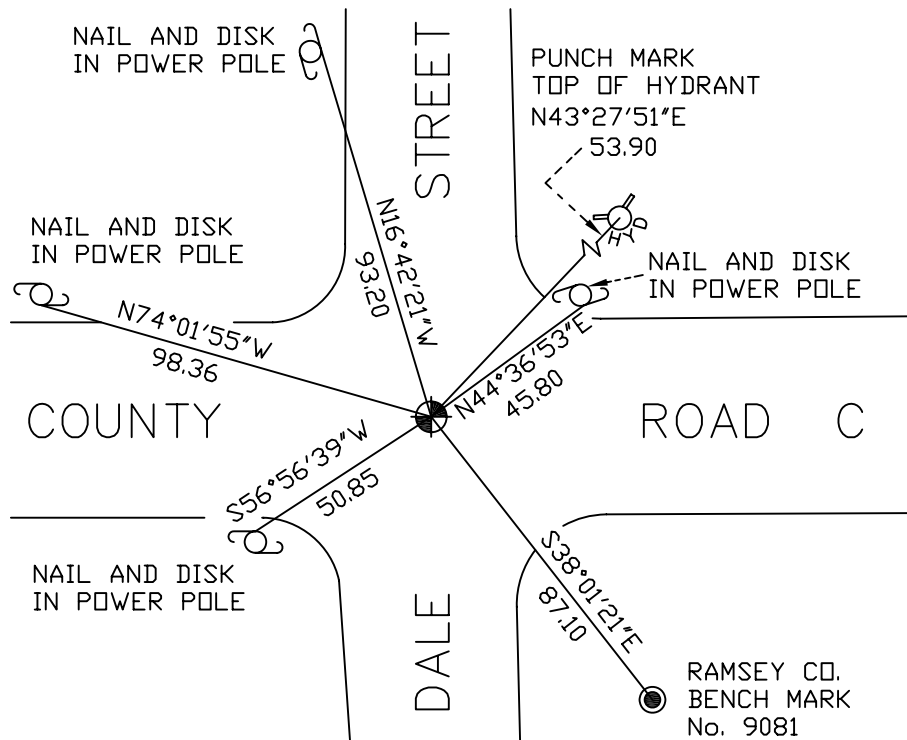 NAIL AND DISK
IN POWER POLE
STREET
PUNCH MARK
TOP OF HYDRANT
N43°27'51"E
53.90
HYD
NAIL AND DISK
IN POWER POLE
N16°42'21"W
93.20
NAIL AND DISK
IN POWER POLE
N74°01'55"W
98.36
N44°36'53"E
45.80
COUNTY
ROAD C
S56°56'39"W
50.85
NAIL AND DISK
IN POWER POLE
DALE
S38°01'21"E
87.10
RAMSEY CO.
BENCH MARK
No. 9081